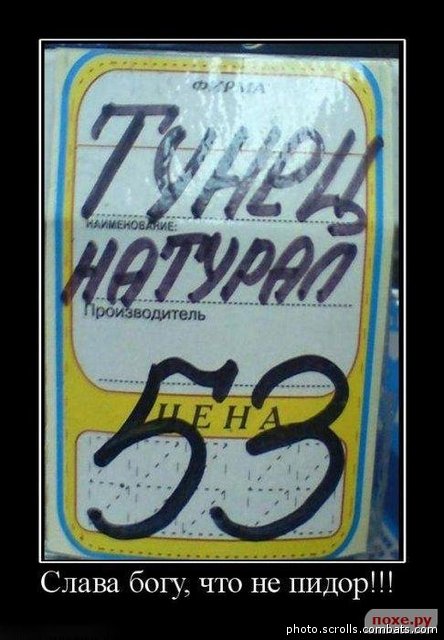 ФИРМА
ТУНЕЦ
НАИМЕНОВАНИЕ:
НАТУРАЛ
Производитель
ЦЕНА
53
Слава богу, что не пидор!!!
похе.ру
photo.scrolls.combats.com